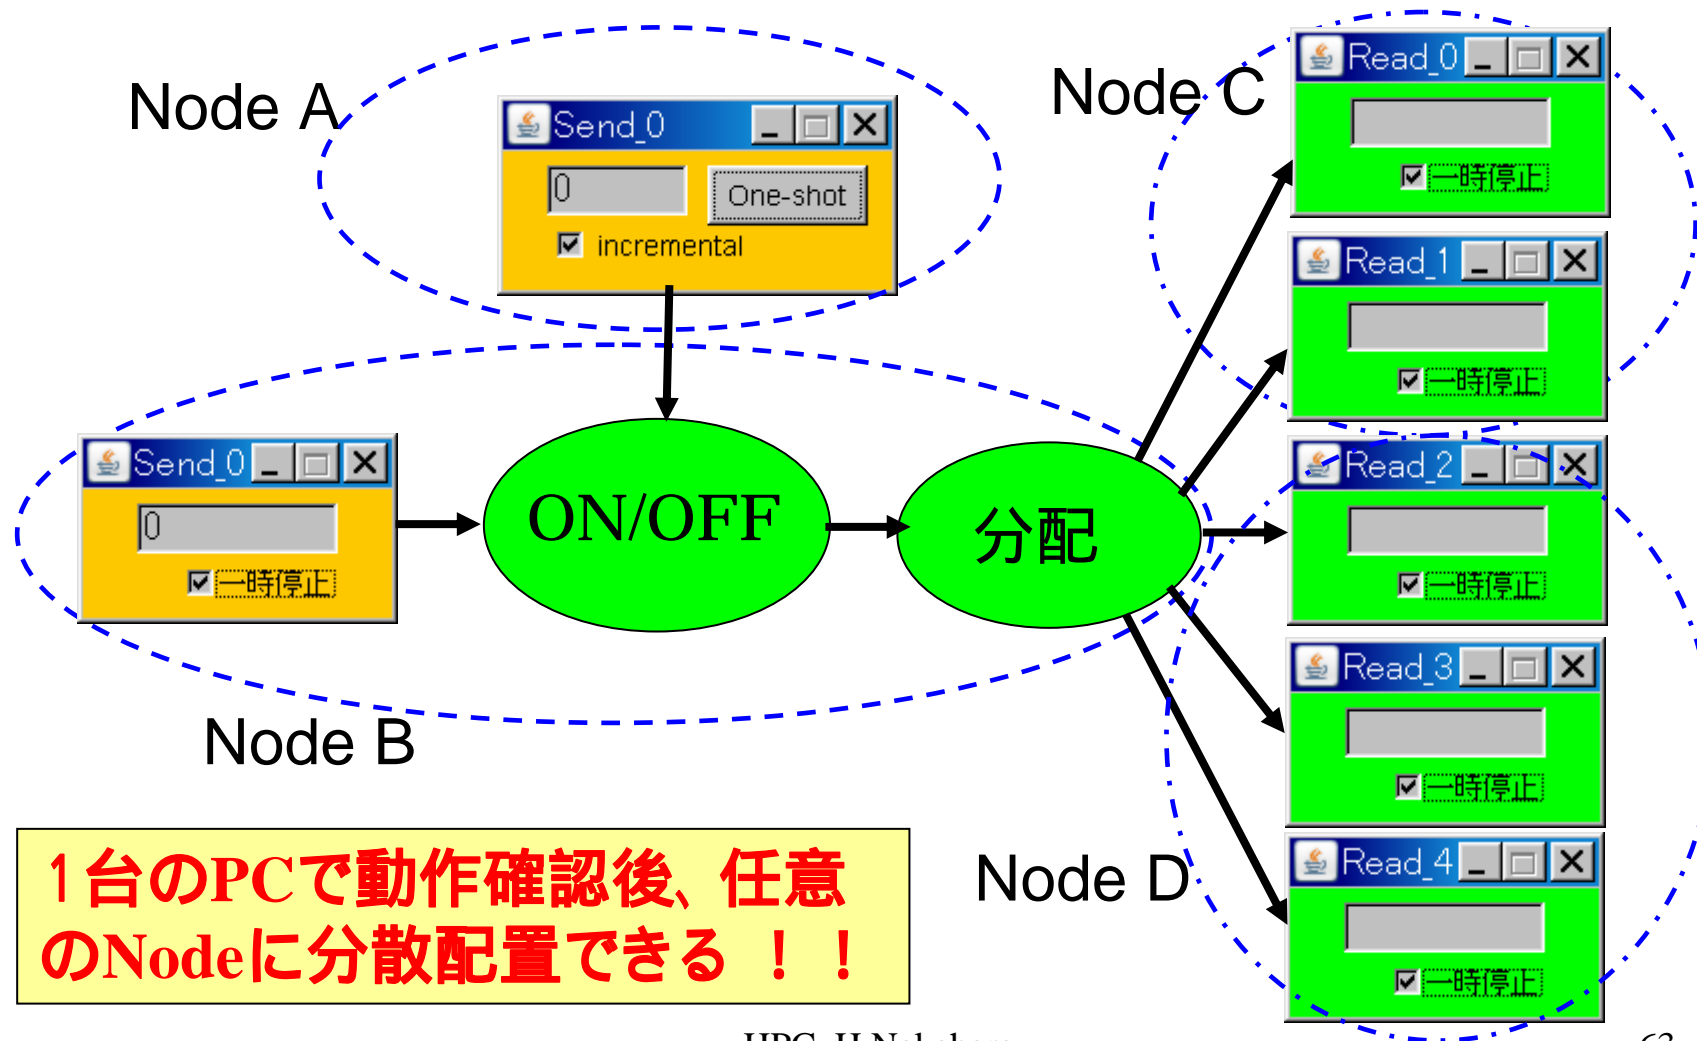 Node A
Send_0
0
One-shot
incremental
Node C
Read_0
一時停止
Read_1
一時停止
Send_0
0
一時停止
ON/OFF
分配
Read_2
一時停止
Read_3
一時停止
Node B
Read_4
一時停止
Node D
1台のPCで動作確認後、任意
のNodeに分散配置できる ！！